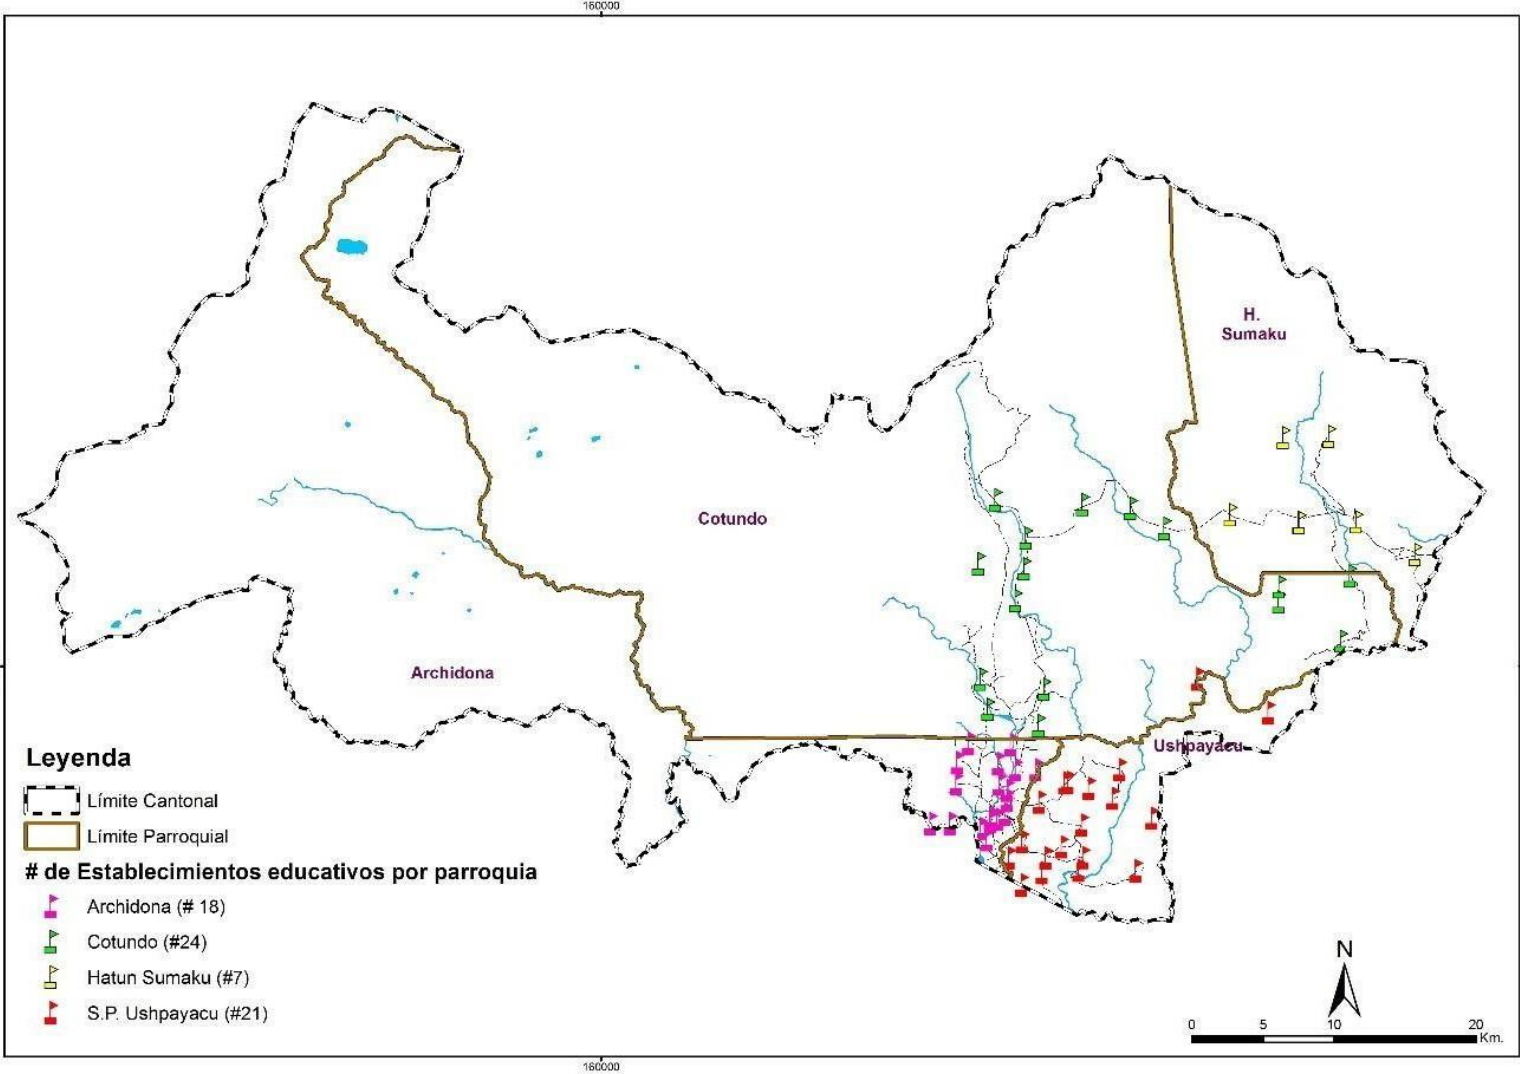 160000
H.
Sumaku
Cotundo
Archidona
Ushpayacu
Leyenda
Límite Cantonal
Límite Parroquial
# de Establecimientos educativos por parroquia
Archidona (# 18)
Cotundo (#24)
Hatun Sumaku (#7)
S.P. Ushpayacu (#21)
N
0 5 10 20
Km.
160000